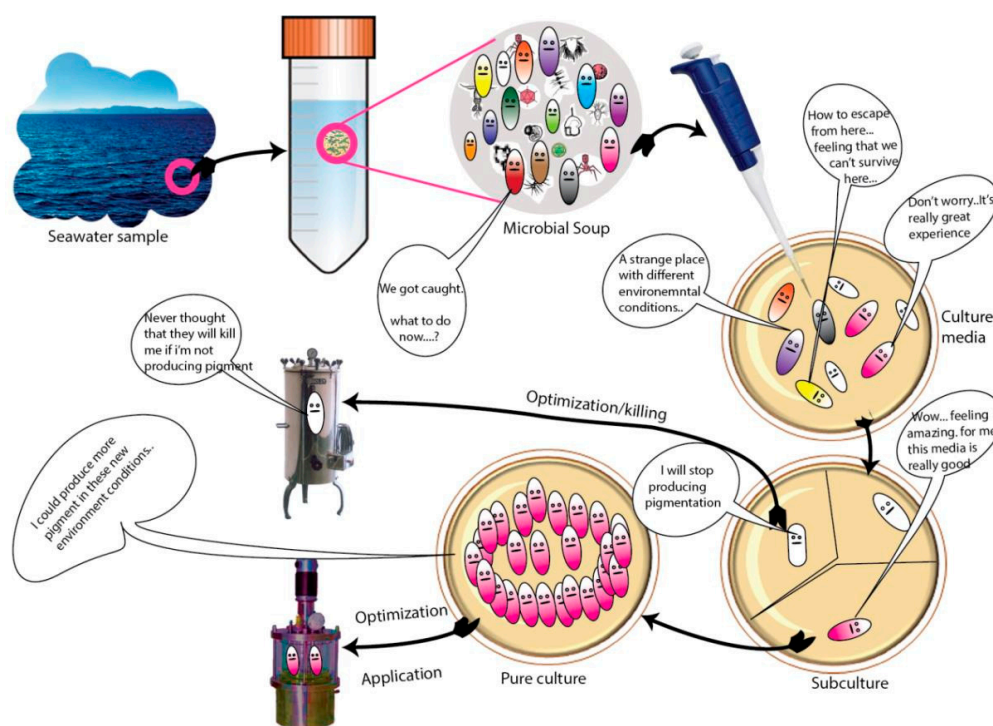 Seawater sample
Microbial Soup
We got caught.
what to do
now....?
How to escape
from here...
feeling that we
can't survive
here...
Don't worry..It's
really great
experience
A strange place
with different
environemntal
conditions..
Culture
media
Never thought
that they will kill
me if i'm not
producing pigment
Optimization/killing
Wow... feeling
amazing. for me
this media is
really good
I will stop
producing
pigmentation
I could produce more
pigment in these new
environment conditions..
Optimization
Application
Pure culture
Subculture